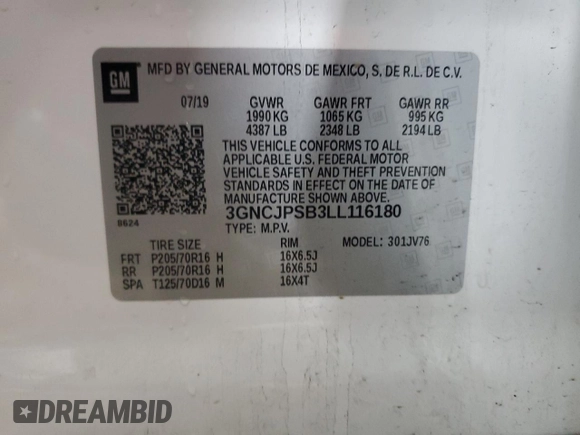 GM
MFD BY GENERAL MOTORS DE MEXICO, S. DE R.L. DE C.V.
07/19 GVWR GAWR FRT GAWR RR
1990 KG 1065 KG 995 KG
4387 LB 2348 LB 2194 LB
THIS VEHICLE CONFORMS TO ALL
APPLICABLE U.S. FEDERAL MOTOR
VEHICLE SAFETY AND THEFT PREVENTION
STANDARDS IN EFFECT ON THE DATE
OF MANUFACTURE SHOWN ABOVE.
3GNCJPSB3LL116180
8624
TYPE: M.P.V.
TIRE SIZE RIM MODEL: 301JV76
FRT P205/70R16 H 16X6.5J
RR P205/70R16 H 16X6.5J
SPA T125/70D16 M 16X4T
DREAMBID